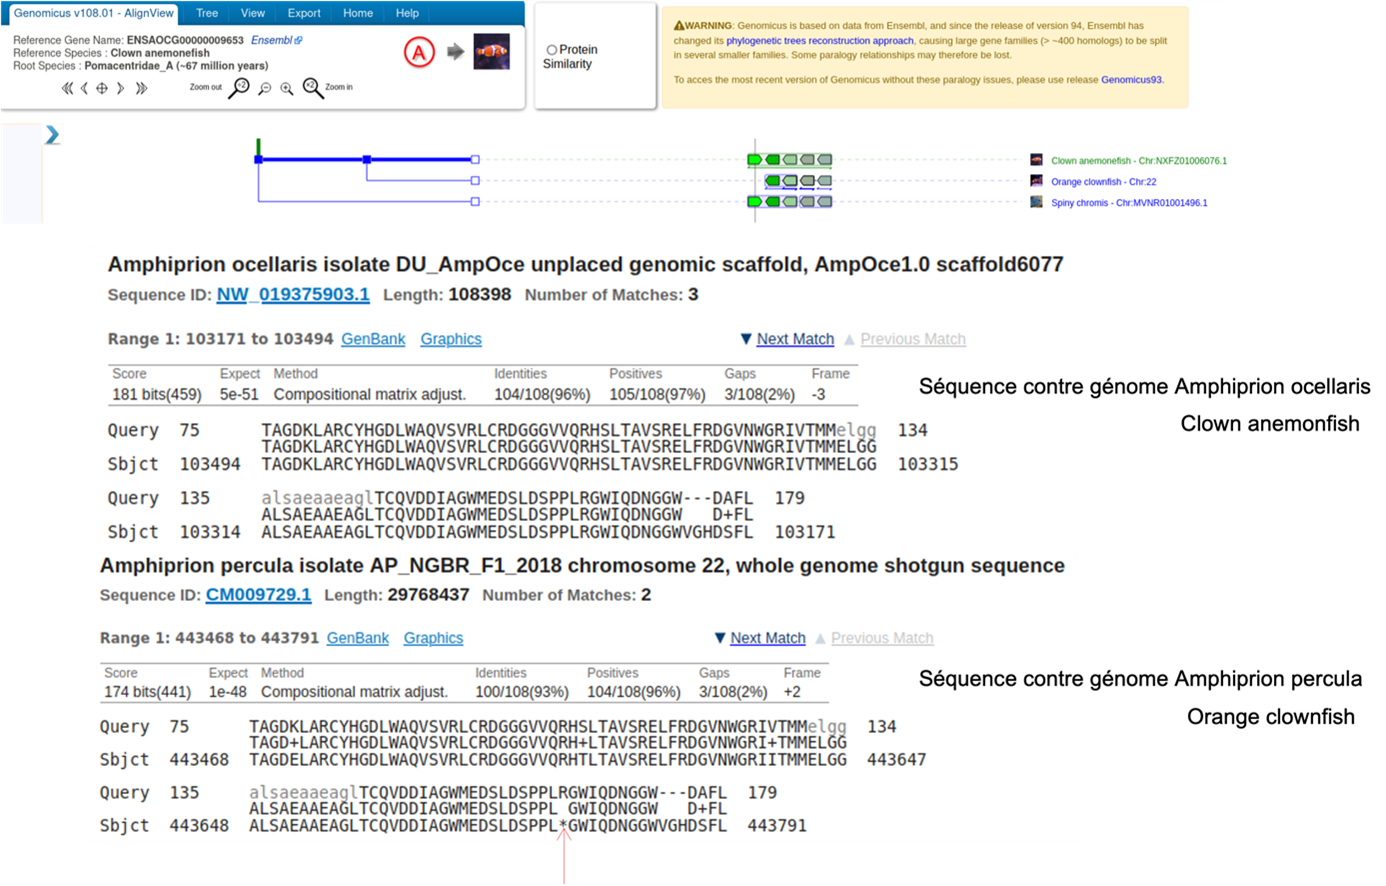 Genomicus v108.01 - AlignView Tree View Export Home Help
Reference Gene Name: ENSAOCG00000009653 Ensembl
Reference Species : Clown anemonefish
Root Species : Pomacentridae_A (~67 million years)
A
Zoom out Zoom in
Protein
Similarity
WARNING: Genomicus is based on data from Ensembl, and since the release of version 94, Ensembl has
changed its phylogenetic trees reconstruction approach, causing large gene families (> ~400 homologs) to be split
in several smaller families. Some paralogy relationships may therefore be lost.
To acces the most recent version of Genomicus without these paralogy issues, please use release Genomicus93.
Clown anemonefish - Chr:NXFZ01006076.1
Orange clownfish - Chr:22
Spiny chromis - Chr:MVNR01001496.1
Amphiprion ocellaris isolate DU_AmpOce unplaced genomic scaffold, AmpOce1.0 scaffold6077
Sequence ID: NW_019375903.1 Length: 108398 Number of Matches: 3
Range 1: 103171 to 103494 GenBank Graphics ▼ Next Match ▲ Previous Match
Score Expect Method Identities Positives Gaps Frame
181 bits(459) 5e-51 Compositional matrix adjust. 104/108(96%) 105/108(97%) 3/108(2%) -3
Séquence contre génome Amphiprion ocellaris
Clown anemonfish
Query 75 TAGDKLARCYHGDLWAQVSVRLCRDGGGVVQRHSLTAVSRELFRDGVNWGRIVTMMelgg 134
TAGDKLARCYHGDLWAQVSVRLCRDGGGVVQRHSLTAVSRELFRDGVNWGRIVTMMELGG
Sbjct 103494 TAGDKLARCYHGDLWAQVSVRLCRDGGGVVQRHSLTAVSRELFRDGVNWGRIVTMMELGG 103315
Query 135 alsaeaaeaglTCQVDDIAGWMEDSLDSPPLRGWIQDNGGW---DAFL 179
ALSAEAAEAGLTCQVDDIAGWMEDSLDSPPLRGWIQDNGGW D+FL
Sbjct 103314 ALSAEAAEAGLTCQVDDIAGWMEDSLDSPPLRGWIQDNGGWVGHDSFL 103171
Amphiprion percula isolate AP_NGBR_F1_2018 chromosome 22, whole genome shotgun sequence
Sequence ID: CM009729.1 Length: 29768437 Number of Matches: 2
Range 1: 443468 to 443791 GenBank Graphics ▼ Next Match ▲ Previous Match
Score Expect Method Identities Positives Gaps Frame
174 bits(441) 1e-48 Compositional matrix adjust. 100/108(93%) 104/108(96%) 3/108(2%) +2
Séquence contre génome Amphiprion percula
Orange clownfish
Query 75 TAGDKLARCYHGDLWAQVSVRLCRDGGGVVQRHSLTAVSRELFRDGVNWGRIVTMMelgg 134
TAGD+LARCYHGDLWAQVSVRLCRDGGGVVQRH+LTAVSRELFRDGVNWGRI+TMMELGG
Sbjct 443468 TAGDELARCYHGDLWAQVSVRLCRDGGGVVQRHTLTAVSRELFRDGVNWGRIITMMELGG 443647
Query 135 alsaeaaeaglTCQVDDIAGWMEDSLDSPPLRGWIQDNGGW---DAFL 179
ALSAEAAEAGLTCQVDDIAGWMEDSLDSPPL GWIQDNGGW D+FL
Sbjct 443648 ALSAEAAEAGLTCQVDDIAGWMEDSLDSPPL*GWIQDNGGWVGHDSFL 443791